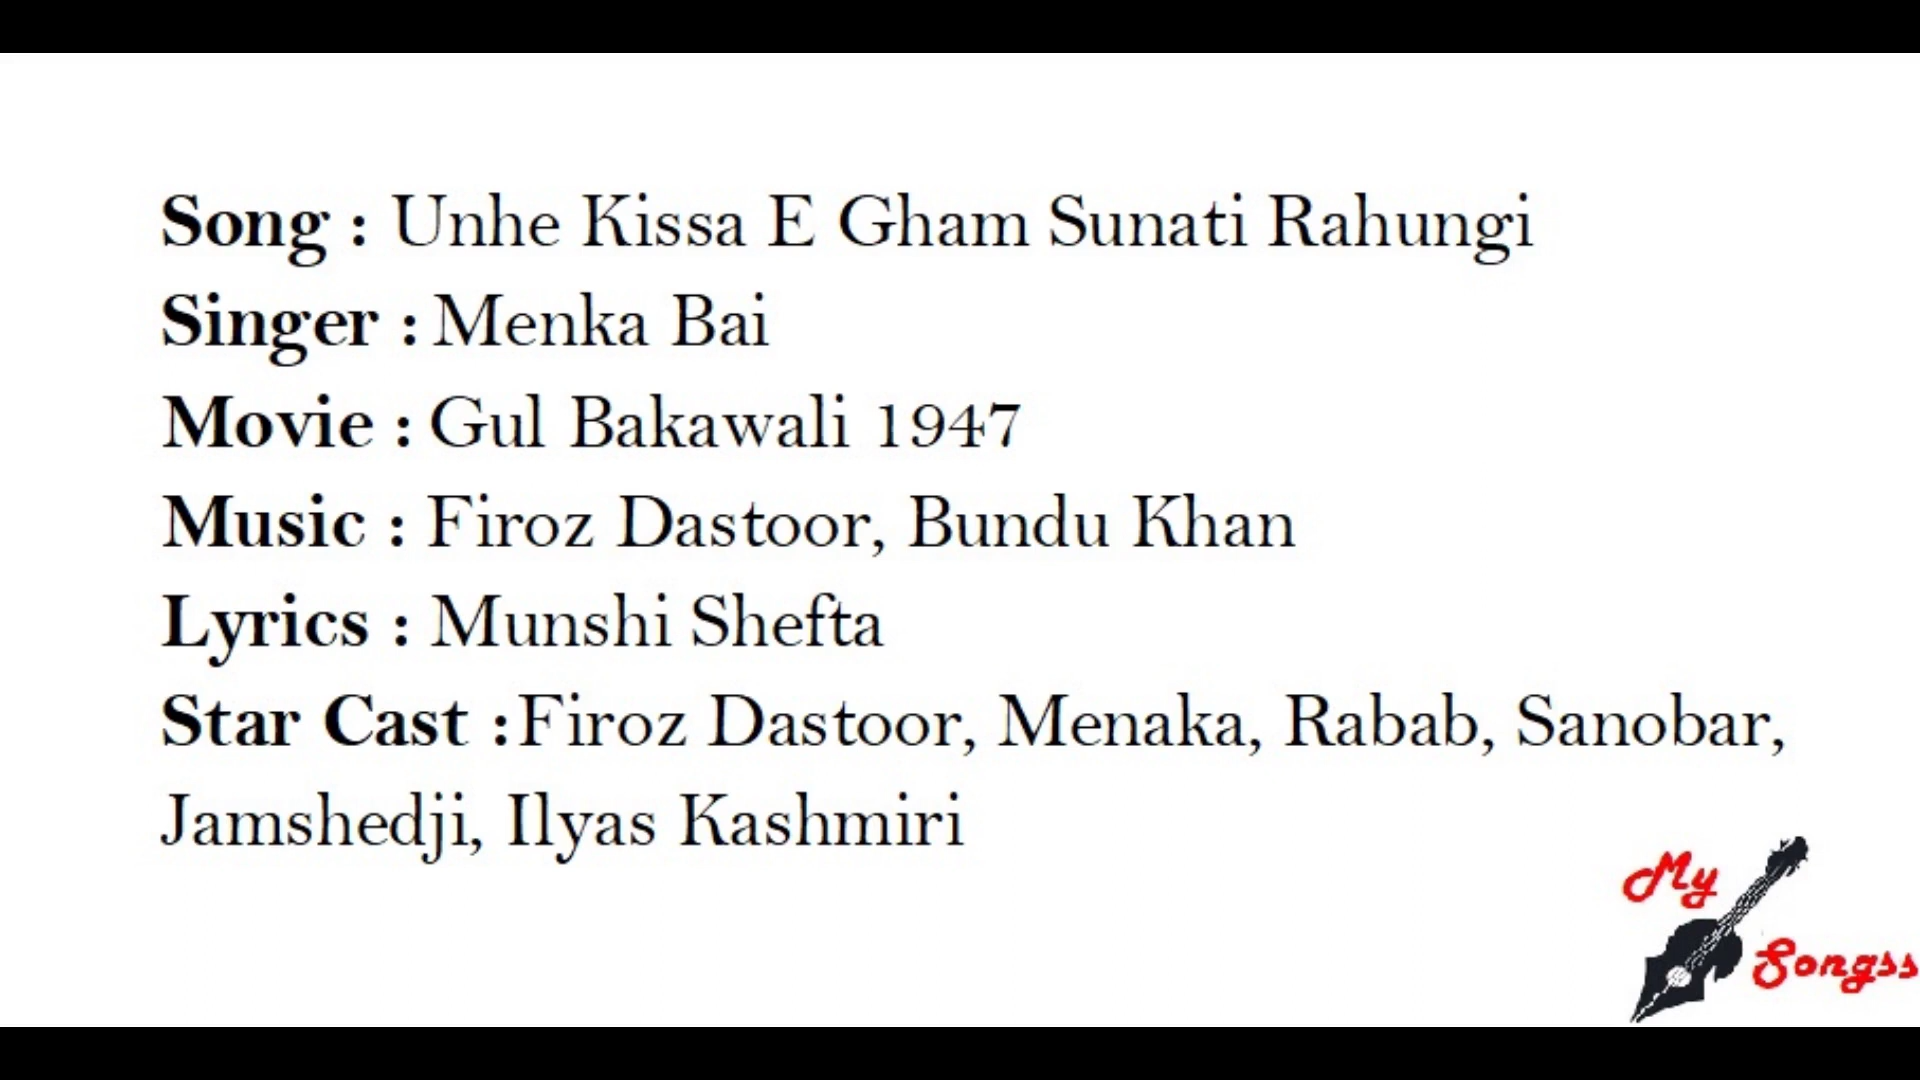 Song : Unhe Kissa E Gham Sunati Rahungi
Singer : Menka Bai
Movie : Gul Bakawali 1947
Music : Firoz Dastoor, Bundu Khan
Lyrics : Munshi Shefta
Star Cast :Firoz Dastoor, Menaka, Rabab, Sanobar,
Jamshedji, Ilyas Kashmiri
My
Songss